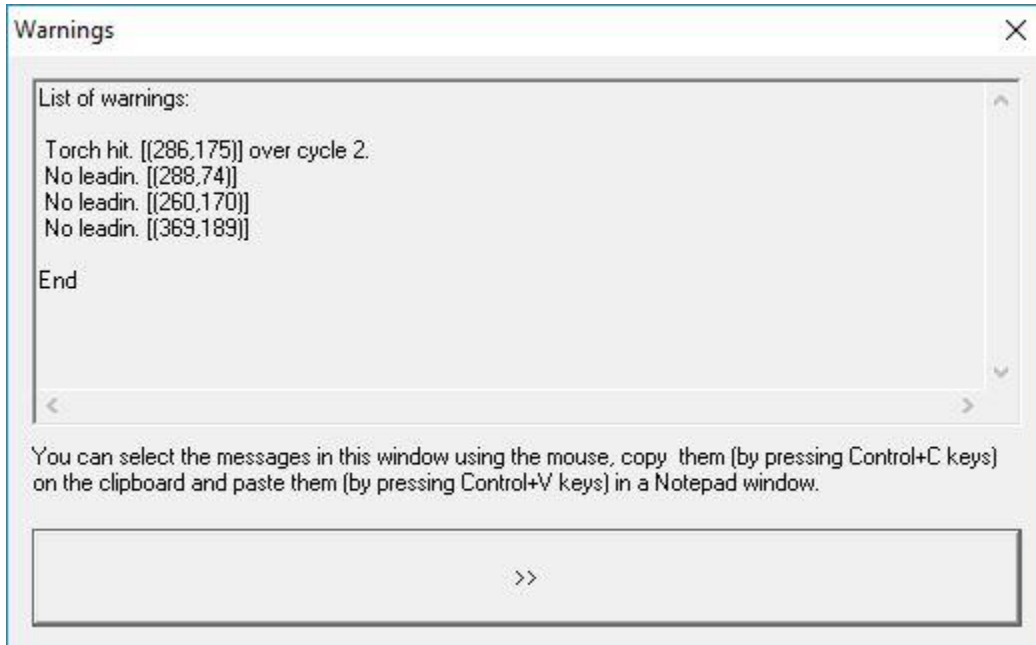 Warnings
List of warnings:
Torch hit. [(286,175)] over cycle 2.
No leadin. [(288,74)]
No leadin. [(260,170)]
No leadin. [(369,189)]
End
You can select the messages in this window using the mouse, copy  them (by pressing Control+C keys)
on the clipboard and paste them (by pressing Control+V keys) in a Notepad window.
>>